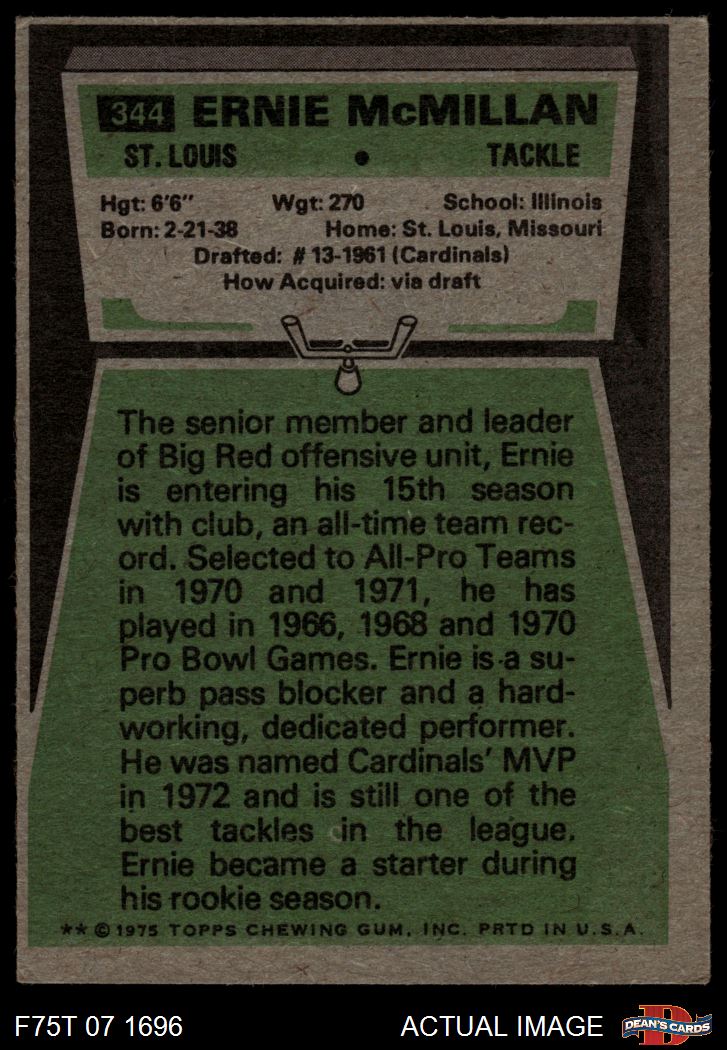 344 ERNIE McMILLAN
ST. LOUIS • TACKLE
Hgt: 6'6" Wgt: 270 School: Illinois
Born: 2-21-38 Home: St. Louis, Missouri
Drafted: # 13-1961 (Cardinals)
How Acquired: via draft
The senior member and leader
of Big Red offensive unit, Ernie
is entering his 15th season
with club, an all-time team rec-
ord. Selected to All-Pro Teams
in 1970 and 1971, he has
played in 1966, 1968 and 1970
Pro Bowl Games. Ernie is a su-
perb pass blocker and a hard-
working, dedicated performer.
He was named Cardinals' MVP
in 1972 and is still one of the
best tackles in the league.
Ernie became a starter during
his rookie season.
** © 1975 TOPPS CHEWING GUM, INC. PRTD IN U.S.A.
F75T 07 1696 ACTUAL IMAGE D DEAN'S CARDS